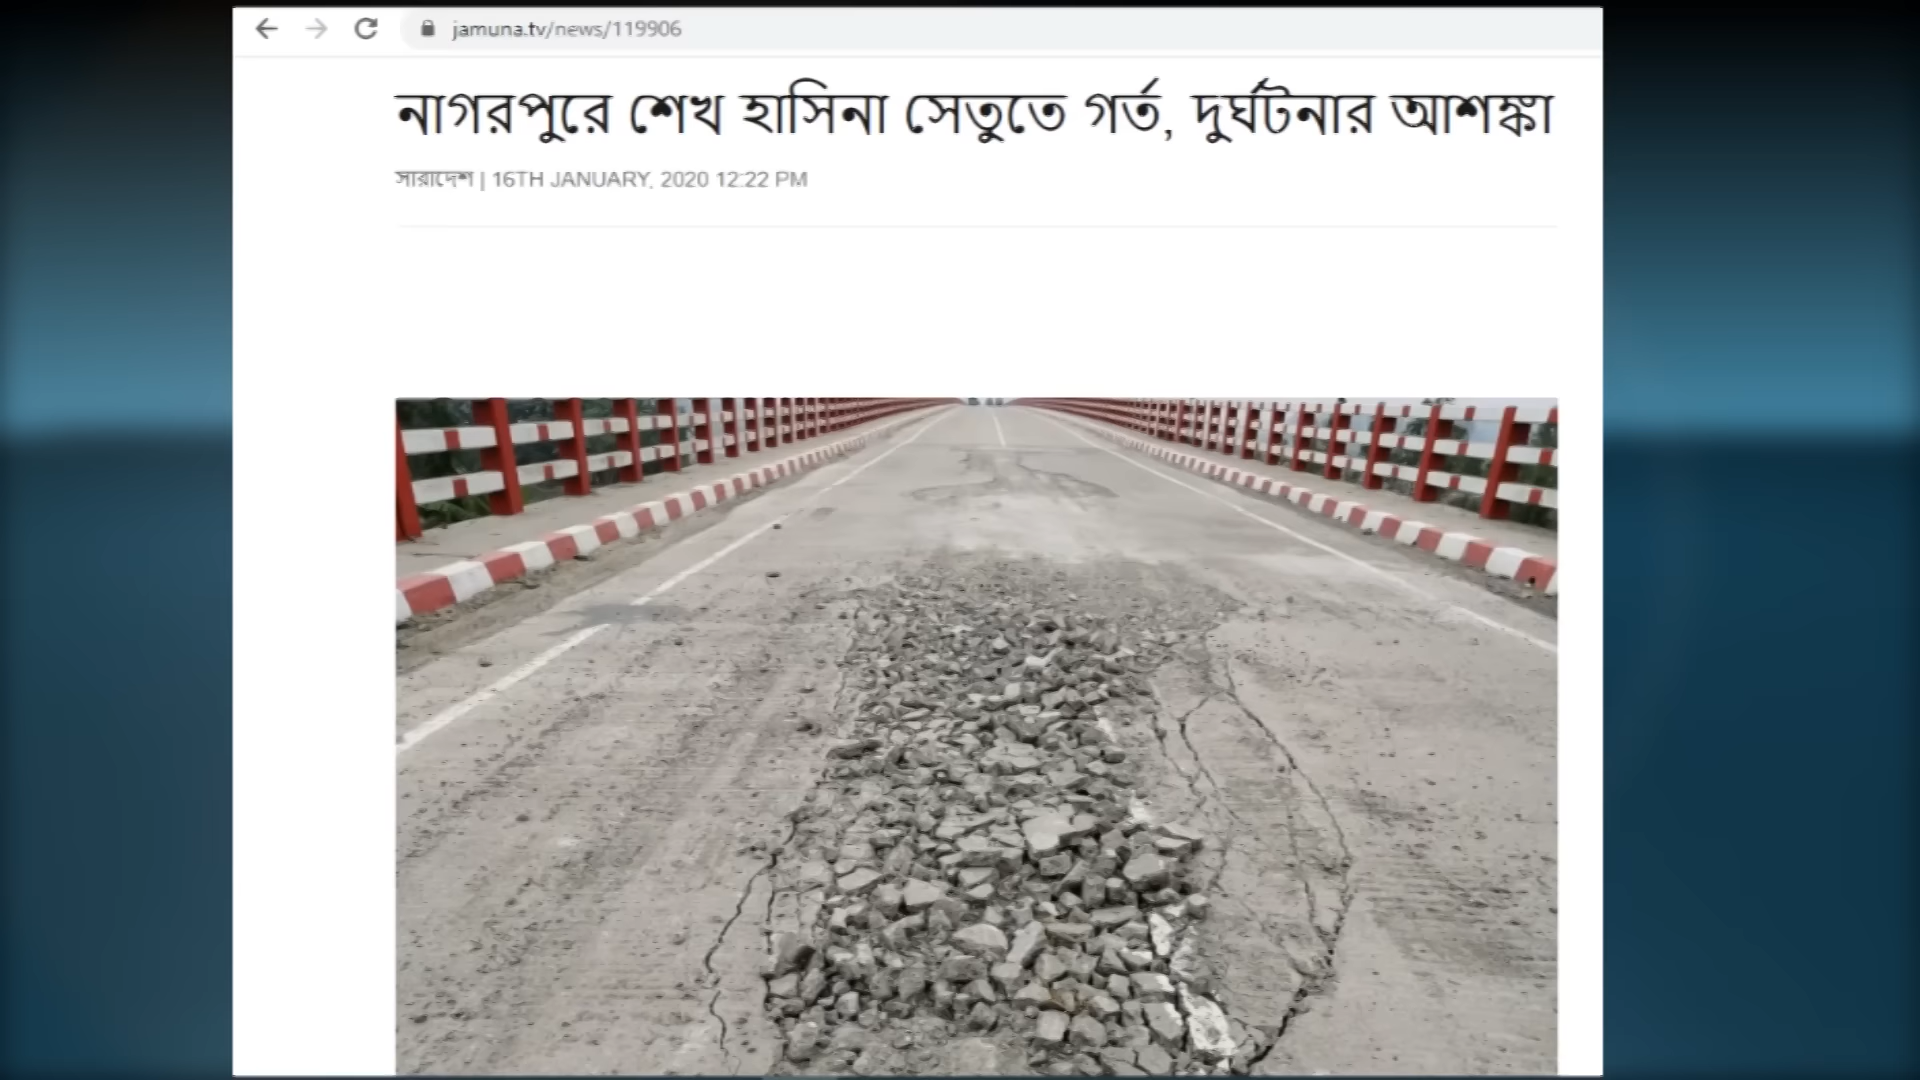 jamuna.tv/news/119906
নাগরপুরে শেখ হাসিনা সেতুতে গর্ত, দুর্ঘটনার আশঙ্কা
সারাদেশ | 16TH JANUARY, 2020 12:22 PM